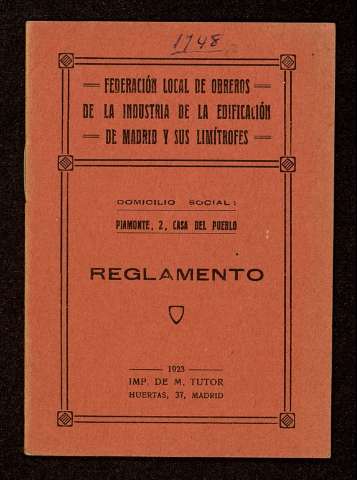 1748
FEDERACIÓN LOCAL DE OBREROS
DE LA INDUSTRIA DE LA EDIFICACIÓN
DE MADRID Y SUS LIMÍTROFES
DOMICILIO SOCIAL:
PIAMONTE, 2, CASA DEL PUEBLO
REGLAMENTO
1923
IMP. DE M. TUTOR
HUERTAS, 37, MADRID